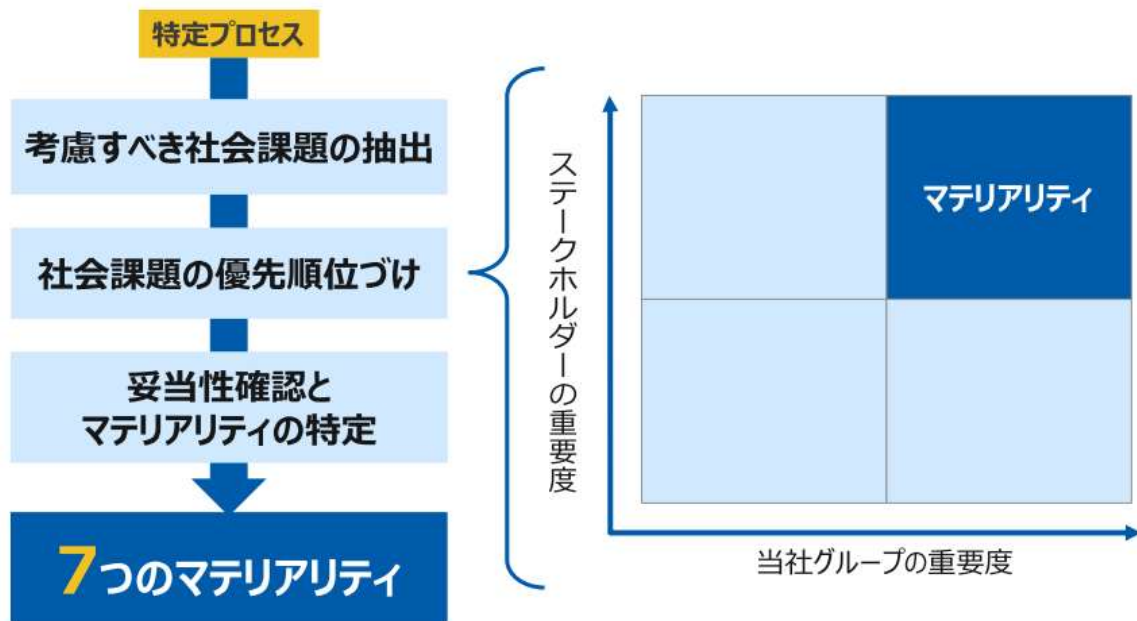 特定プロセス
考慮すべき社会課題の抽出
社会課題の優先順位づけ
妥当性確認と
マテリアリティの特定
7つのマテリアリティ
ステークホルダーの重要度
マテリアリティ
当社グループの重要度